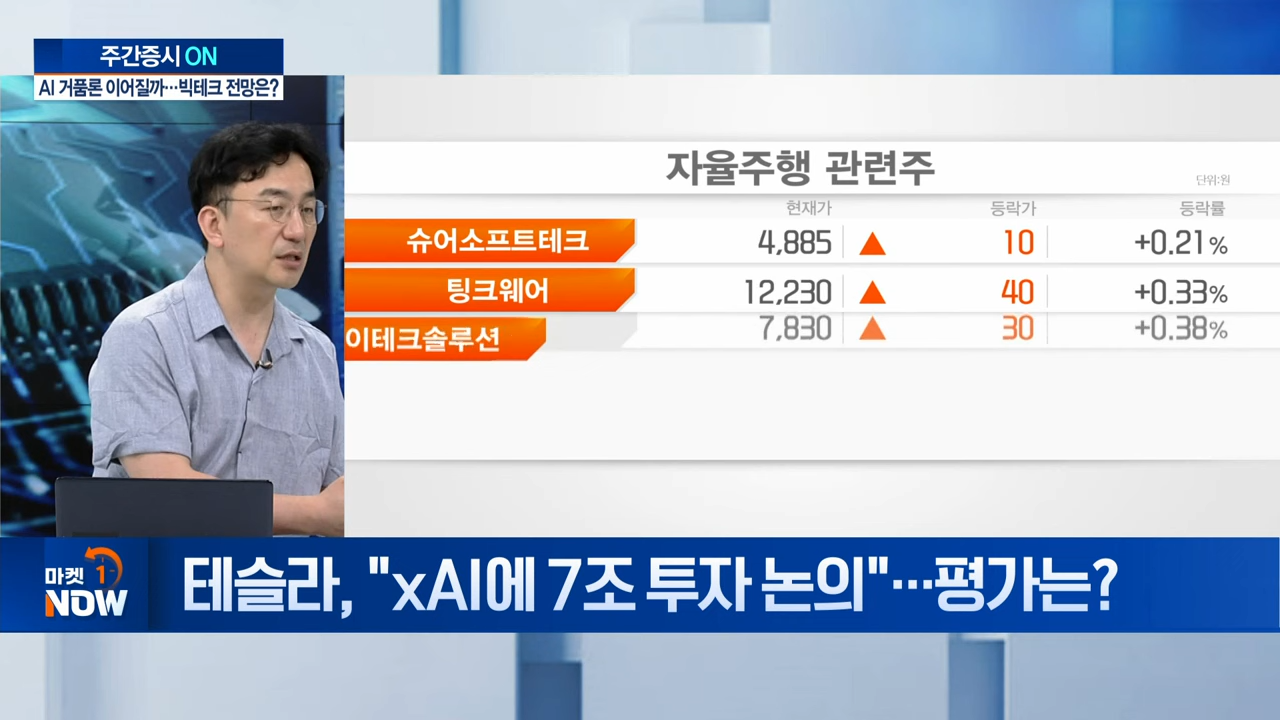 주간증시 ON
AI 거품론 이어질까…빅테크 전망은?
자율주행 관련주
단위:원
현재가 등락가 등락률
슈어소프트테크 4,885 ▲ 10 +0.21%
팅크웨어 12,230 ▲ 40 +0.33%
이테크솔루션 7,830 ▲ 30 +0.38%
마켓 1
NOW
테슬라, "xAI에 7조 투자 논의"…평가는?